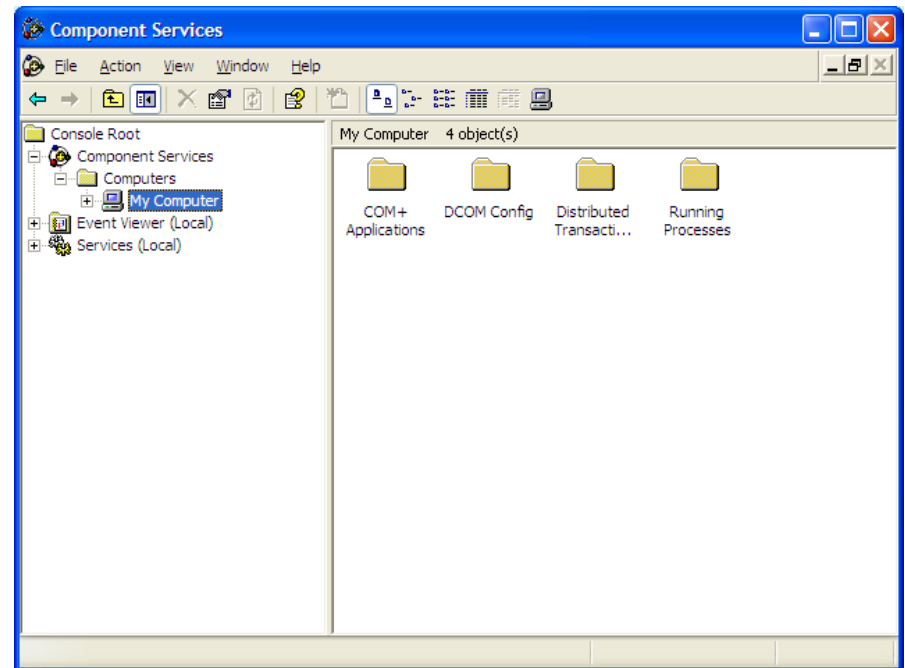 Component Services
File Action View Window Help
Console Root
Component Services
Computers
My Computer
Event Viewer (Local)
Services (Local)
My Computer 4 object(s)
COM+
Applications
DCOM Config
Distributed
Transacti...
Running
Processes